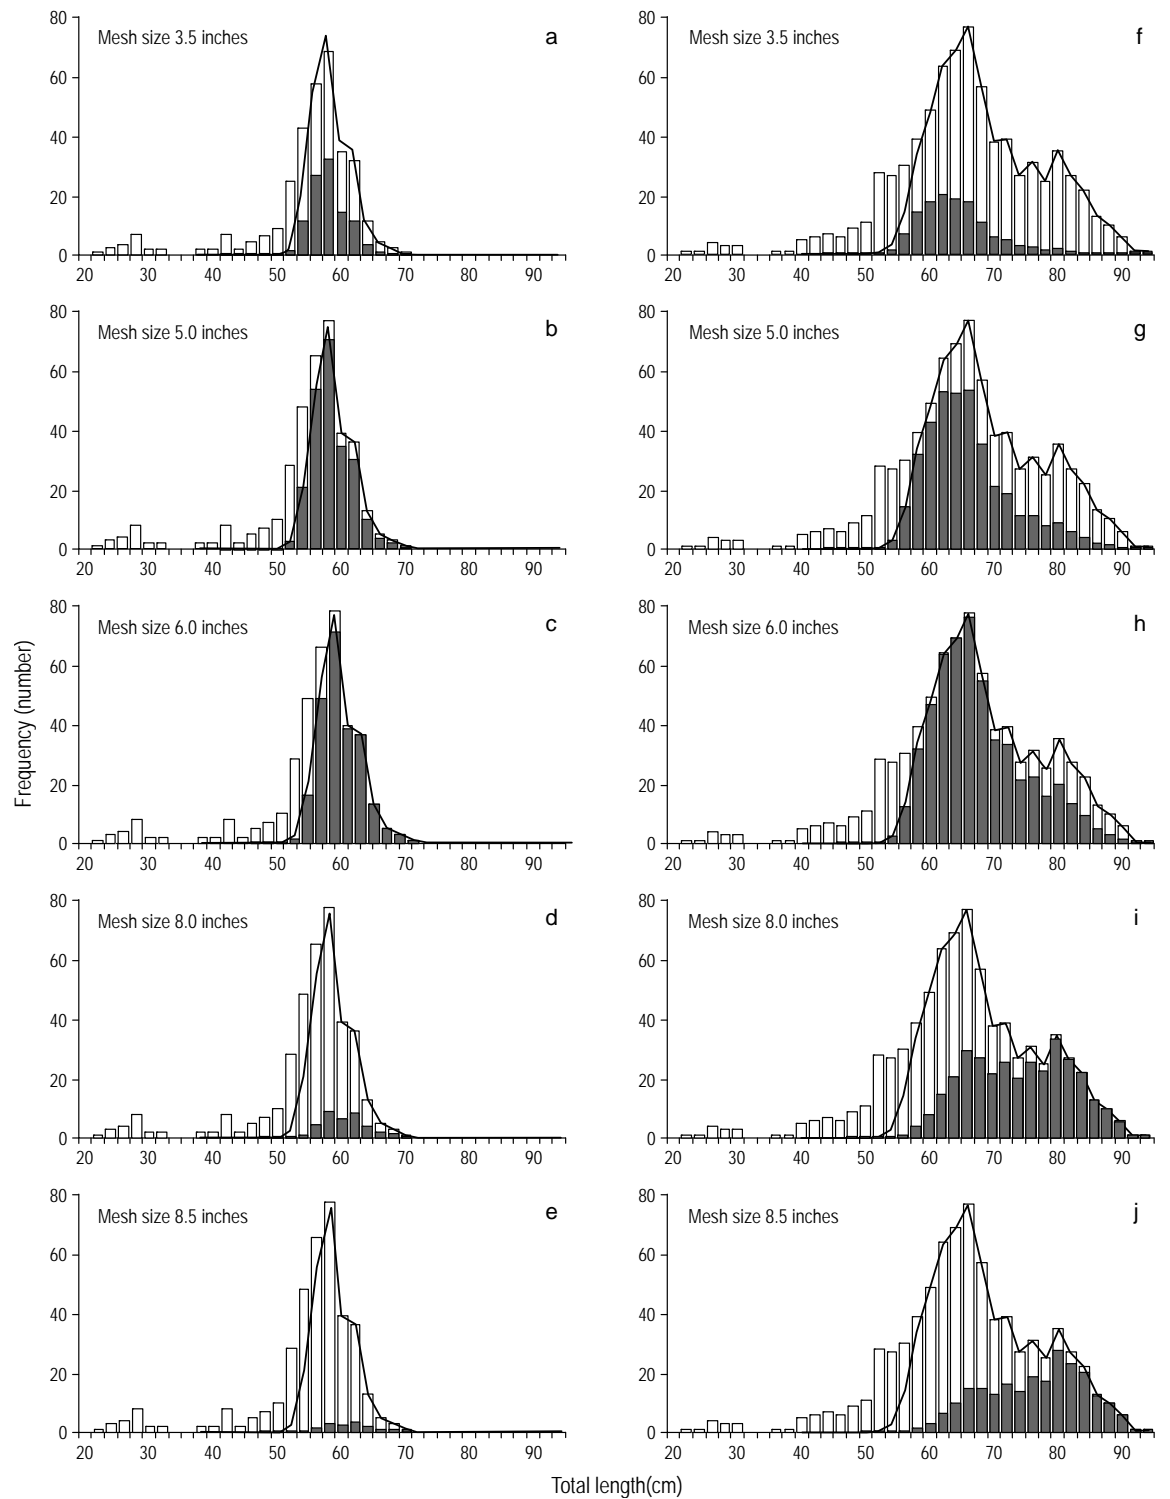 80
60
40
20
0
Mesh size 3.5 inches a
20 30 40 50 60 70 80 90
80
60
40
20
0
Mesh size 3.5 inches f
20 30 40 50 60 70 80 90
80
60
40
20
0
Mesh size 5.0 inches b
20 30 40 50 60 70 80 90
80
60
40
20
0
Mesh size 5.0 inches g
20 30 40 50 60 70 80 90
Frequency (number)
80
60
40
20
0
Mesh size 6.0 inches c
20 30 40 50 60 70 80 90
80
60
40
20
0
Mesh size 6.0 inches h
20 30 40 50 60 70 80 90
80
60
40
20
0
Mesh size 8.0 inches d
20 30 40 50 60 70 80 90
80
60
40
20
0
Mesh size 8.0 inches i
20 30 40 50 60 70 80 90
80
60
40
20
0
Mesh size 8.5 inches e
20 30 40 50 60 70 80 90
80
60
40
20
0
Mesh size 8.5 inches j
20 30 40 50 60 70 80 90
Total length(cm)